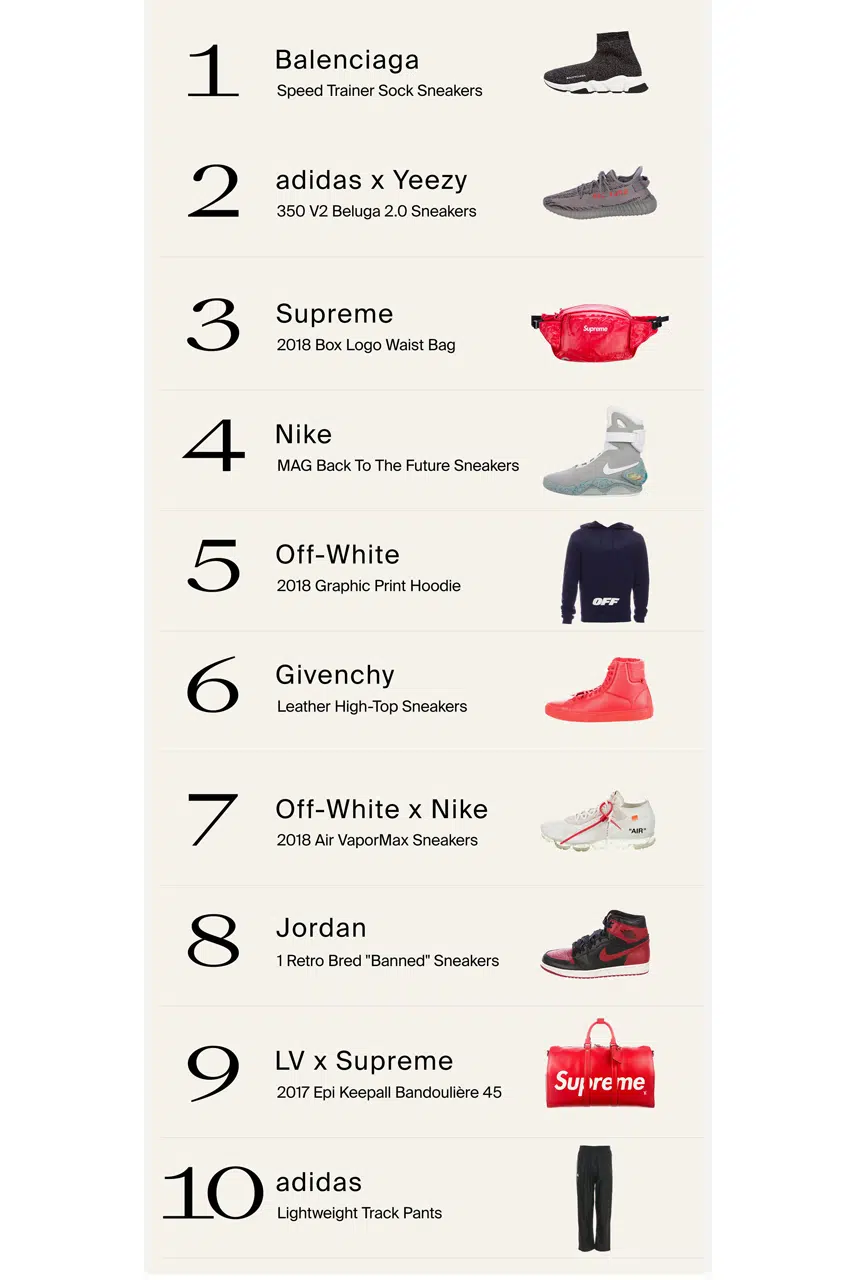 1
Balenciaga
Speed Trainer Sock Sneakers
2
adidas x Yeezy
350 V2 Beluga 2.0 Sneakers
3
Supreme
2018 Box Logo Waist Bag
Supreme
4
Nike
MAG Back To The Future Sneakers
5
Off-White
2018 Graphic Print Hoodie
OFF
6
Givenchy
Leather High-Top Sneakers
7
Off-White x Nike
2018 Air VaporMax Sneakers
"AIR"
8
Jordan
1 Retro Bred "Banned" Sneakers
9
LV x Supreme
2017 Epi Keepall Bandoulière 45
Supreme
10
adidas
Lightweight Track Pants